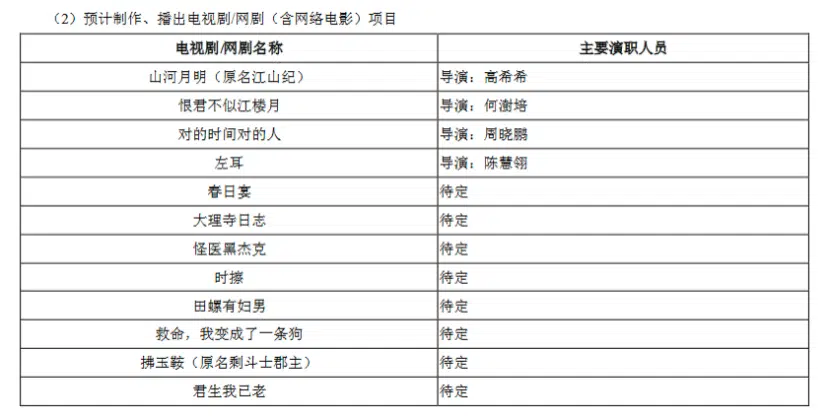 （2）预计制作、播出电视剧/网剧（含网络电影）项目
电视剧/网剧名称 主要演职人员
山河月明（原名江山纪） 导演：高希希
恨君不似江楼月 导演：何澍培
对的时间对的人 导演：周晓鹏
左耳 导演：陈慧翎
春日宴 待定
大理寺日志 待定
怪医黑杰克 待定
时擦 待定
田螺有妇男 待定
救命，我变成了一条狗 待定
拂玉鞍（原名剩斗士郡主） 待定
君生我已老 待定